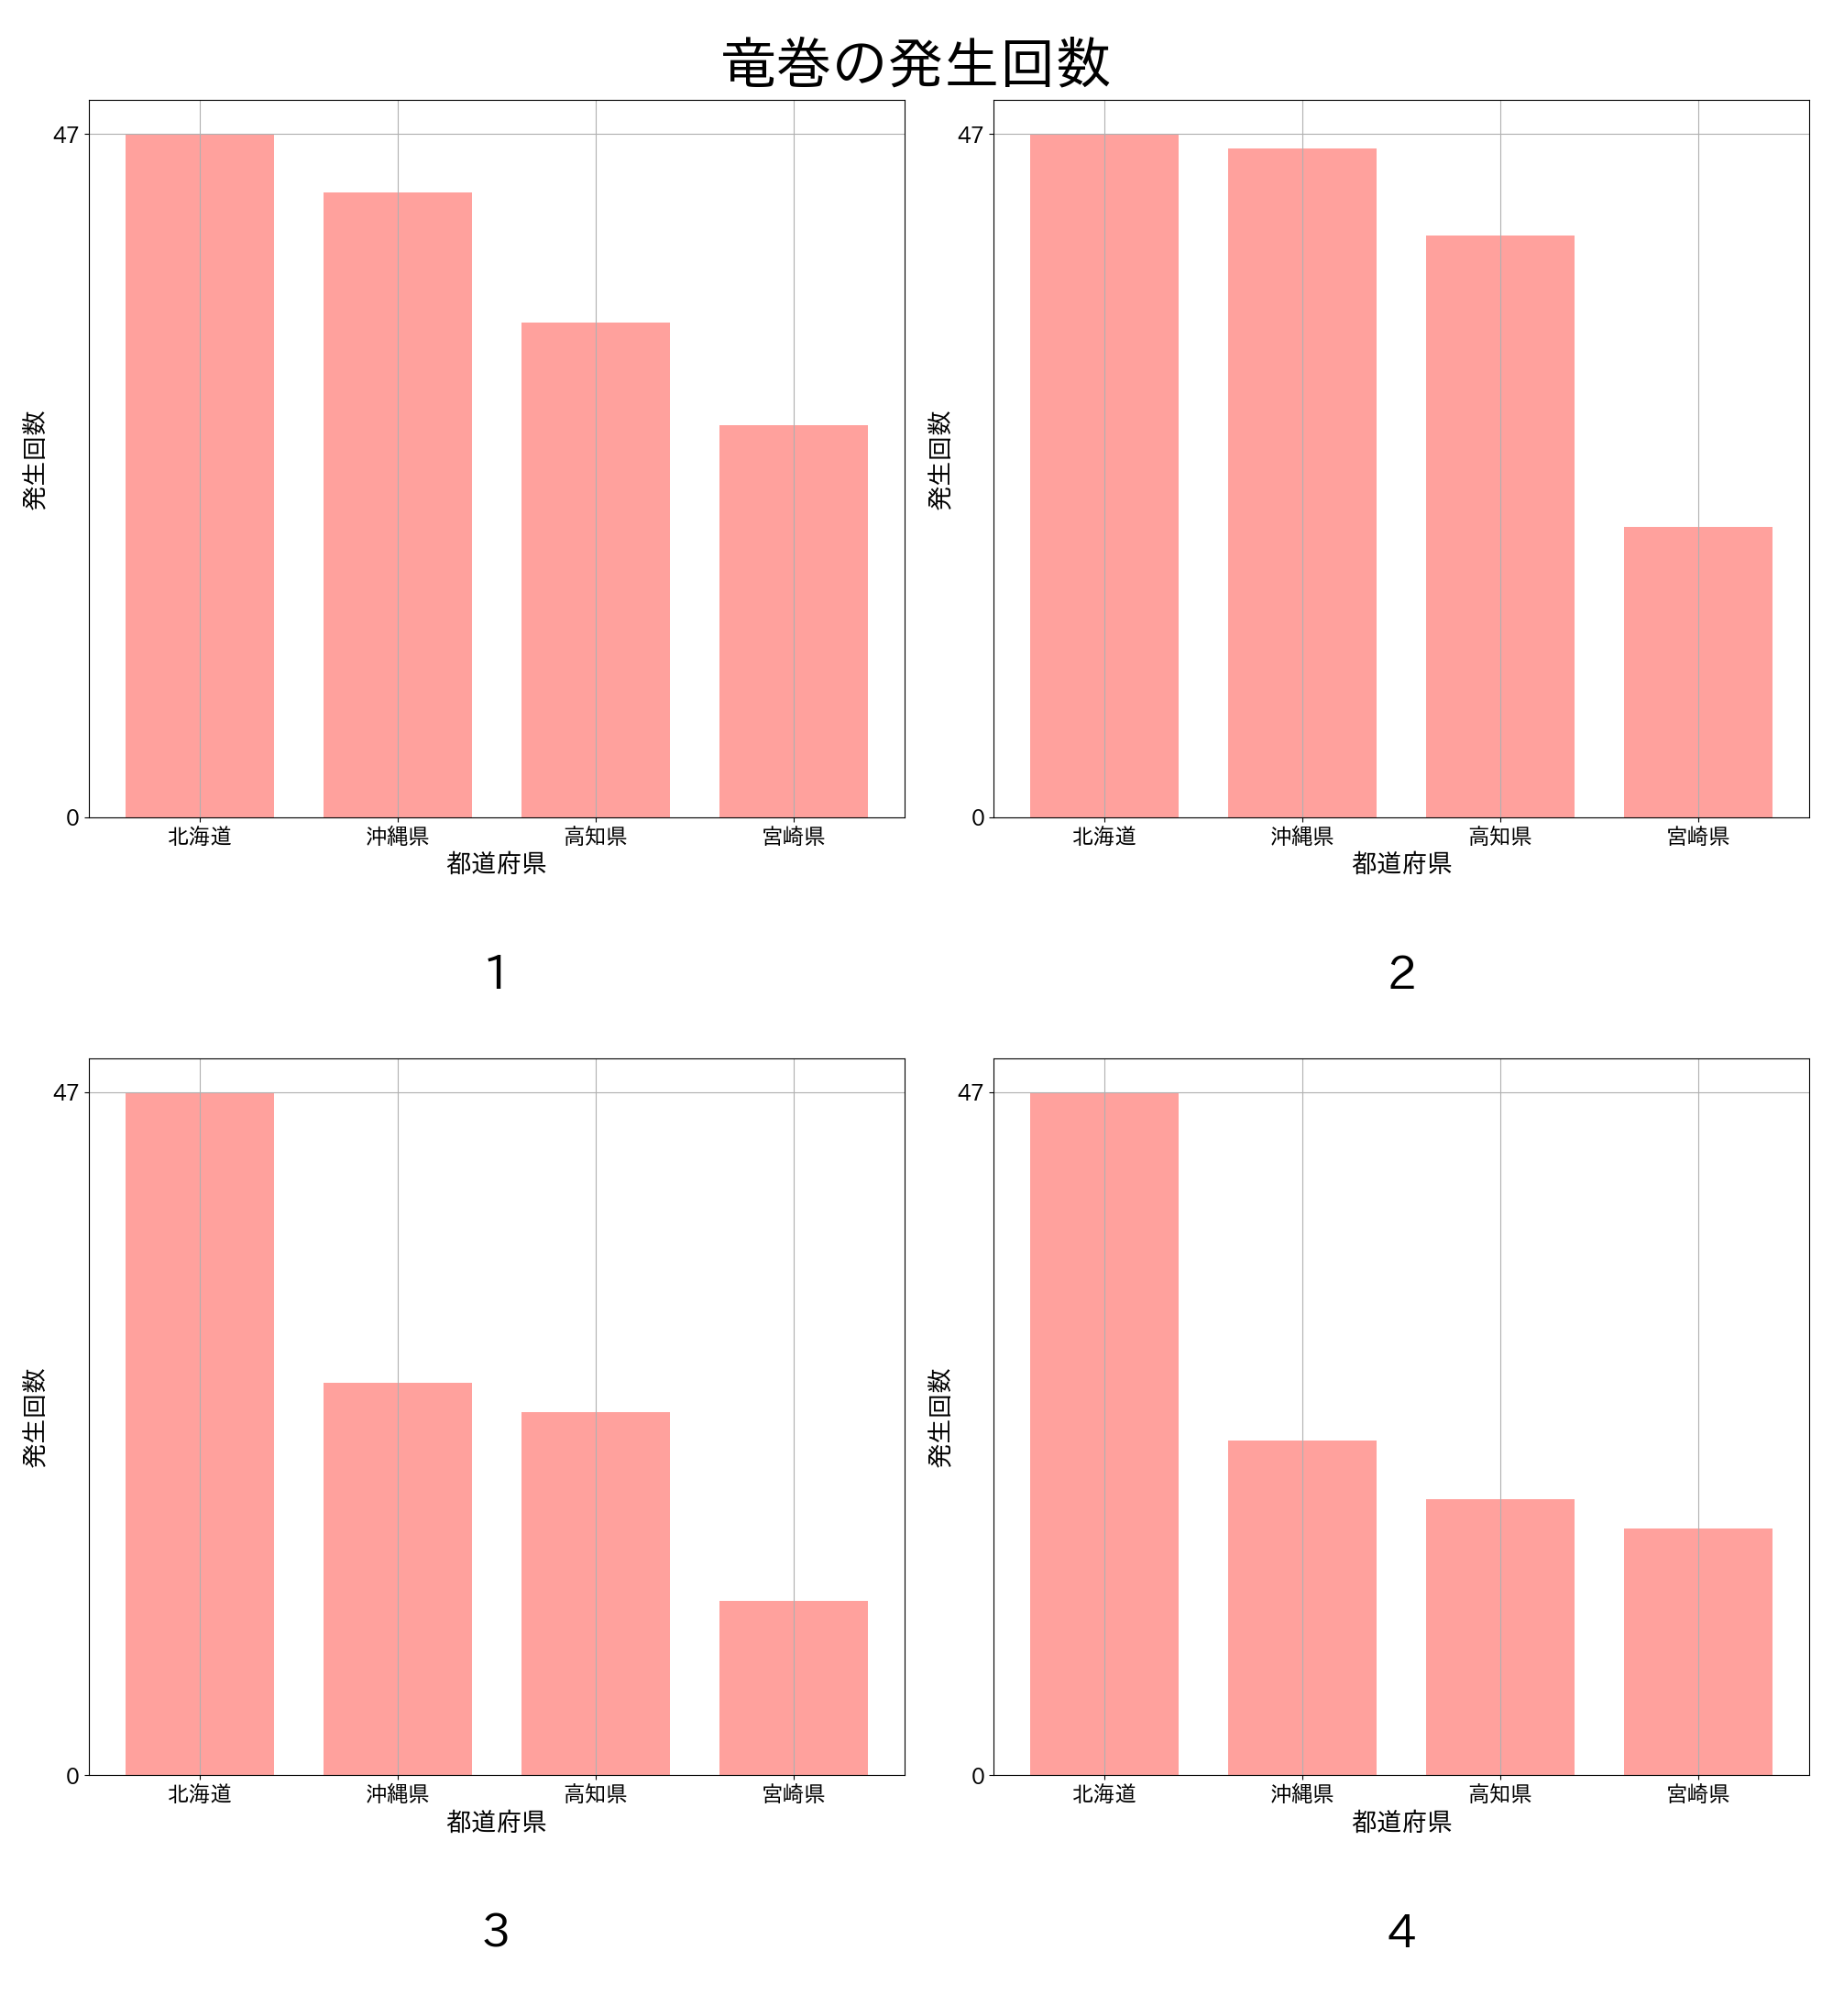 竜巻の発生回数
47
発生回数
0
北海道 沖縄県 高知県 宮崎県
都道府県
1
47
発生回数
0
北海道 沖縄県 高知県 宮崎県
都道府県
2
47
発生回数
0
北海道 沖縄県 高知県 宮崎県
都道府県
3
47
発生回数
0
北海道 沖縄県 高知県 宮崎県
都道府県
4